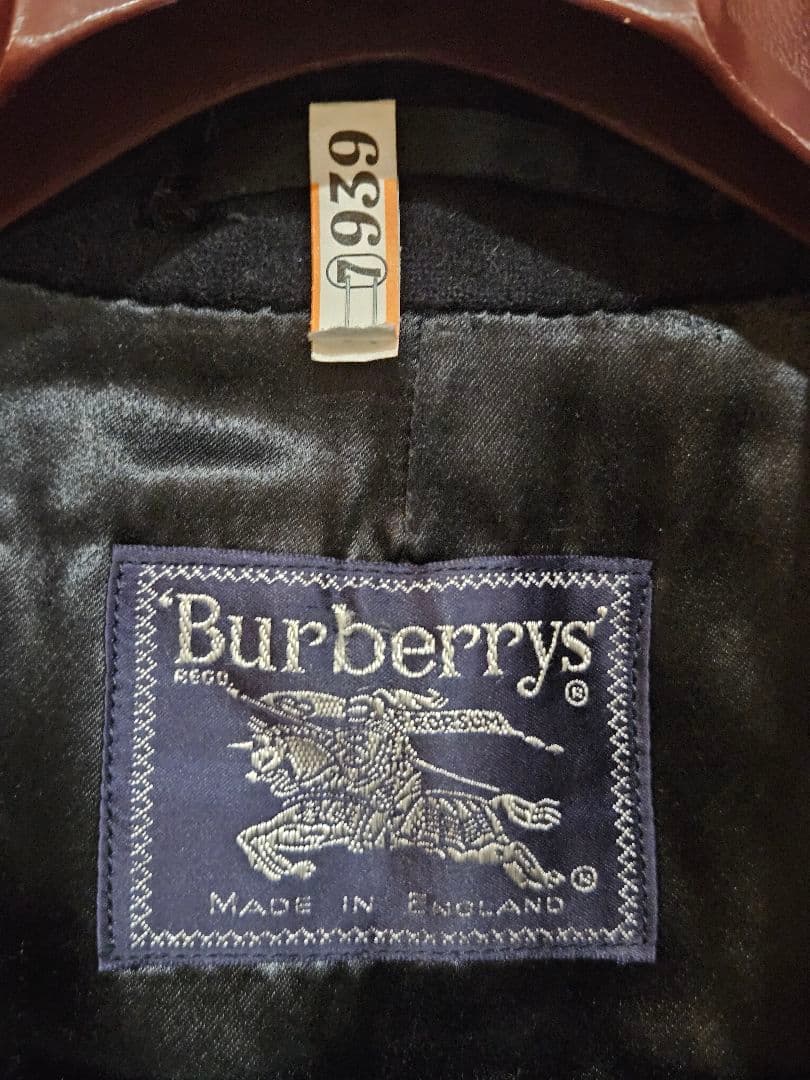 7939
'Burberrys'
REGD. ®
®
MADE IN ENGLAND